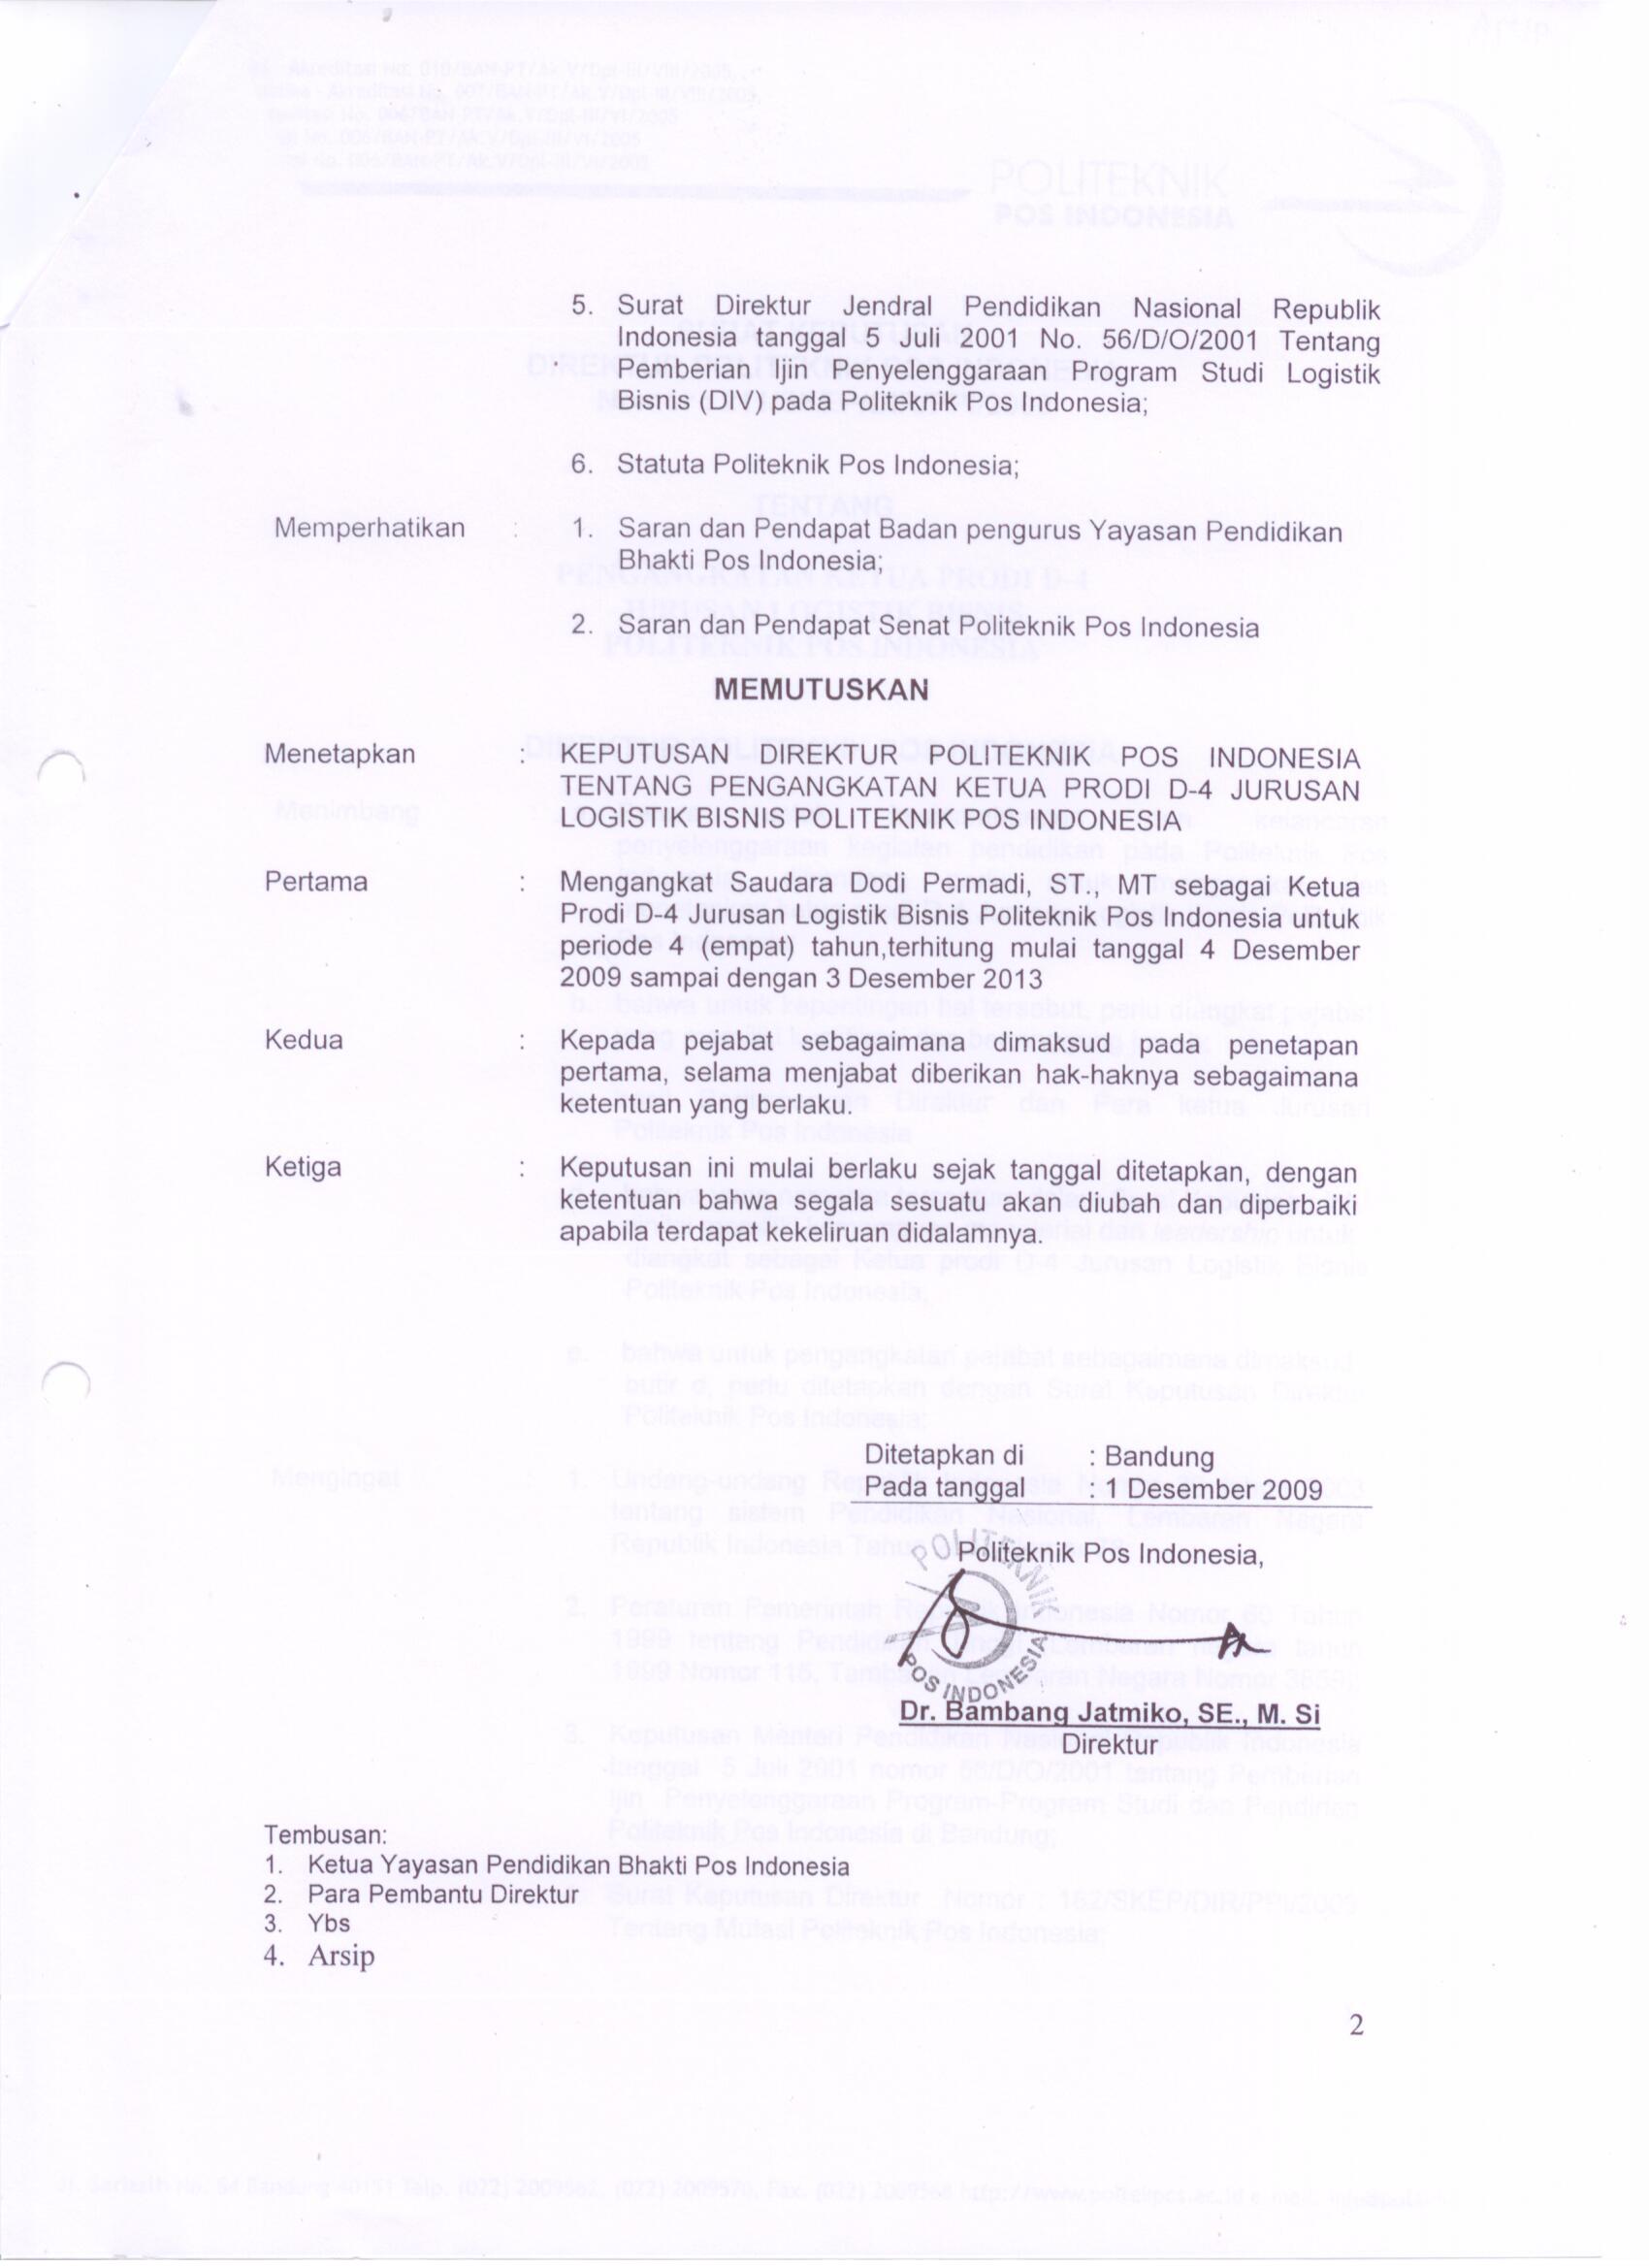 5. Surat Direktur Jendral Pendidikan Nasional Republik
Indonesia tanggal 5 Juli 2001 No. 56/D/O/2001 Tentang
Pemberian Ijin Penyelenggaraan Program Studi Logistik
Bisnis (DIV) pada Politeknik Pos Indonesia;
6. Statuta Politeknik Pos Indonesia;
Memperhatikan : 1. Saran dan Pendapat Badan pengurus Yayasan Pendidikan
Bhakti Pos Indonesia;
2. Saran dan Pendapat Senat Politeknik Pos Indonesia
MEMUTUSKAN
Menetapkan : KEPUTUSAN DIREKTUR POLITEKNIK POS INDONESIA
TENTANG PENGANGKATAN KETUA PRODI D-4 JURUSAN
LOGISTIK BISNIS POLITEKNIK POS INDONESIA
Pertama : Mengangkat Saudara Dodi Permadi, ST., MT sebagai Ketua
Prodi D-4 Jurusan Logistik Bisnis Politeknik Pos Indonesia untuk
periode 4 (empat) tahun,terhitung mulai tanggal 4 Desember
2009 sampai dengan 3 Desember 2013
Kedua : Kepada pejabat sebagaimana dimaksud pada penetapan
pertama, selama menjabat diberikan hak-haknya sebagaimana
ketentuan yang berlaku.
Ketiga : Keputusan ini mulai berlaku sejak tanggal ditetapkan, dengan
ketentuan bahwa segala sesuatu akan diubah dan diperbaiki
apabila terdapat kekeliruan didalamnya.
Ditetapkan di : Bandung
Pada tanggal : 1 Desember 2009
Politeknik Pos Indonesia,
POLITEKNIK
POS INDONESIA
Dr. Bambang Jatmiko, SE., M. Si
Direktur
Tembusan:
1. Ketua Yayasan Pendidikan Bhakti Pos Indonesia
2. Para Pembantu Direktur
3. Ybs
4. Arsip
2